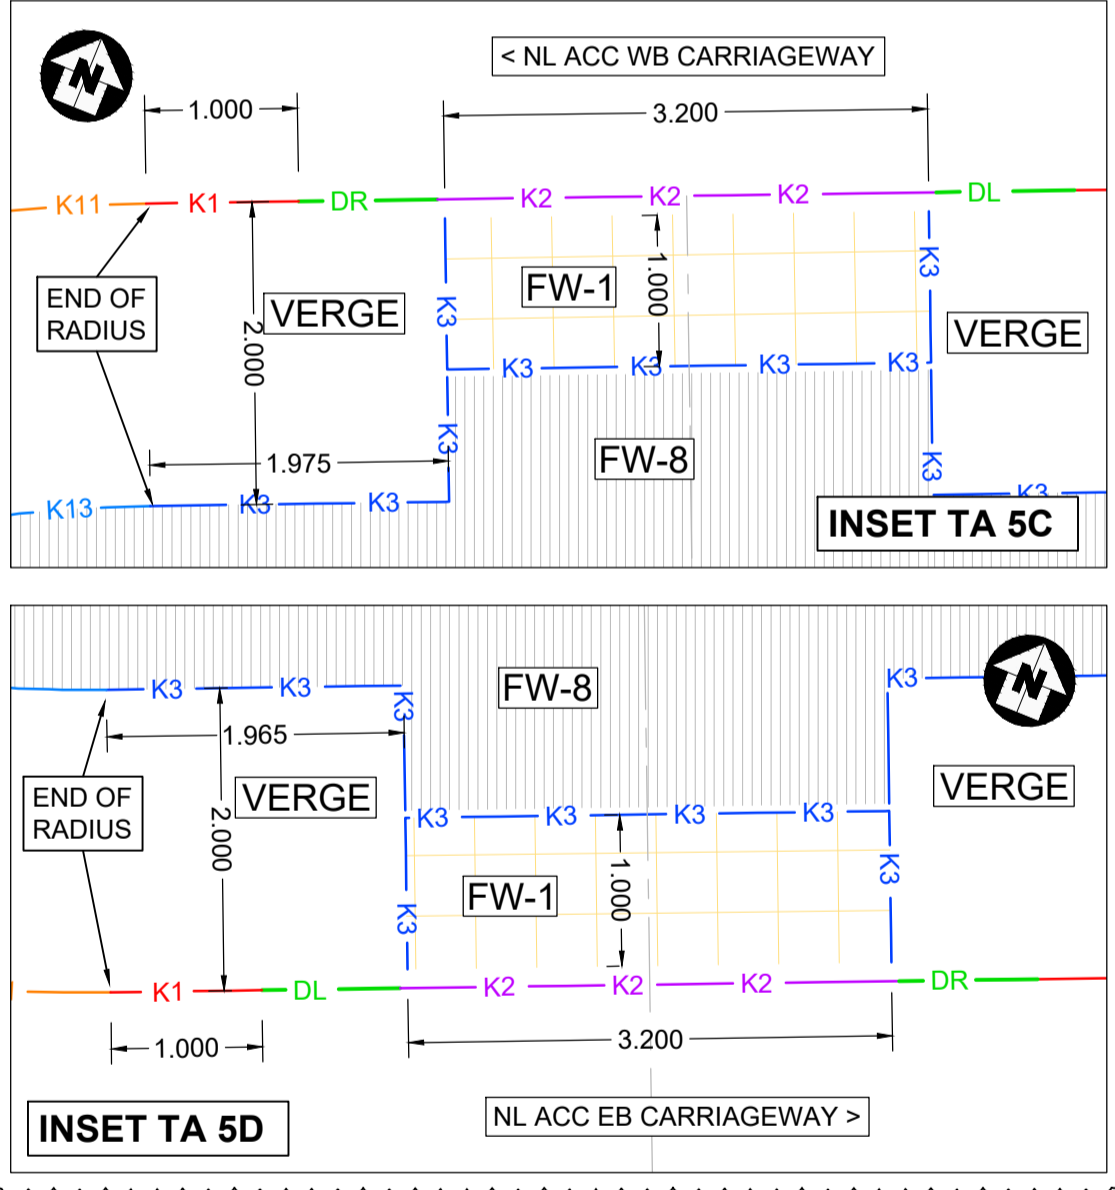 N
< NL ACC WB CARRIAGEWAY
1.000
3.200
K11
K1
DR
K2
K2
K2
DL
K3
END OF
RADIUS
VERGE
2.000
K3
FW-1
1.000
VERGE
K3
K3
K3
K3
K3
FW-8
K3
1.975
K13
K3
K3
K3
INSET TA 5C
K3
K3
K3
FW-8
K3
N
1.965
END OF
RADIUS
VERGE
2.000
VERGE
K3
K3
K3
K3
K3
FW-1
1.000
K3
K1
DL
K2
K2
K2
DR
1.000
3.200
INSET TA 5D
NL ACC EB CARRIAGEWAY >